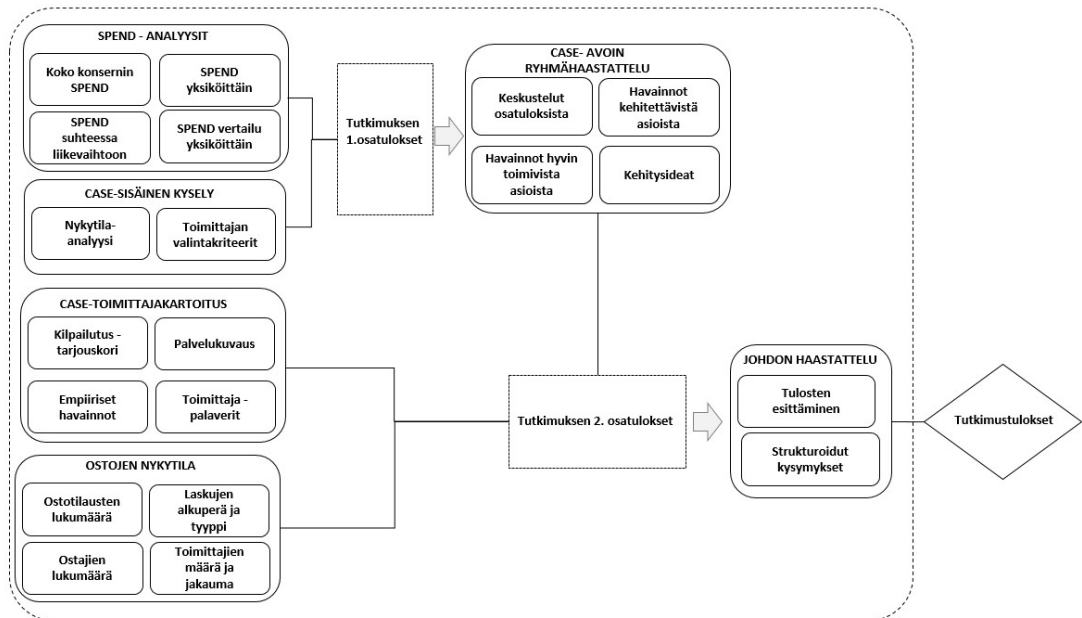 SPEND - ANALYYSIT
Koko konsernin
SPEND
SPEND
yksiköittäin
SPEND
suhteessa
liikevaihtoon
SPEND vertailu
yksiköittäin
CASE-SISÄINEN KYSELY
Nykytila-
analyysi
Toimittajan
valintakriteerit
Tutkimuksen
1.osatulokset
CASE- AVOIN
RYHMÄHAASTATTELU
Keskustelut
osatuloksista
Havainnot
kehitettävistä
asioista
Havainnot hyvin
toimivista
asioista
Kehitysideat
CASE-TOIMITTAJAKARTOITUS
Kilpailutus -
tarjouskori
Palvelukuvaus
Empiiriset
havainnot
Toimittaja -
palaverit
OSTOJEN NYKYTILA
Ostotilausten
lukumäärä
Laskujen
alkuperä ja
tyyppi
Ostajien
lukumäärä
Toimittajien
määrä ja
jakauma
Tutkimuksen 2. osatulokset
JOHDON HAASTATTELU
Tulosten
esittäminen
Strukturoidut
kysymykset
Tutkimustulokset